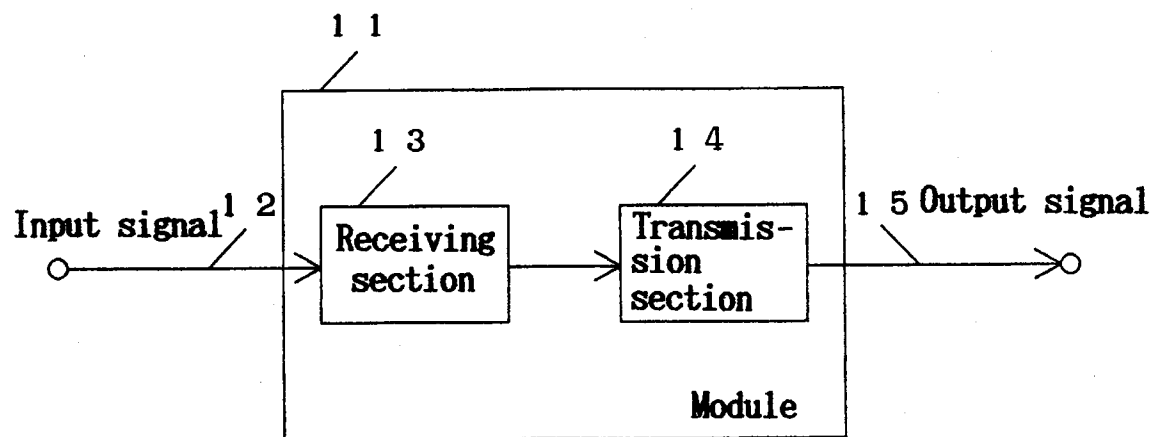 1 1
1 3
1 4
Input signal
1 2
1 5
Output signal
Receiving
section
Transmis-
sion
section
Module